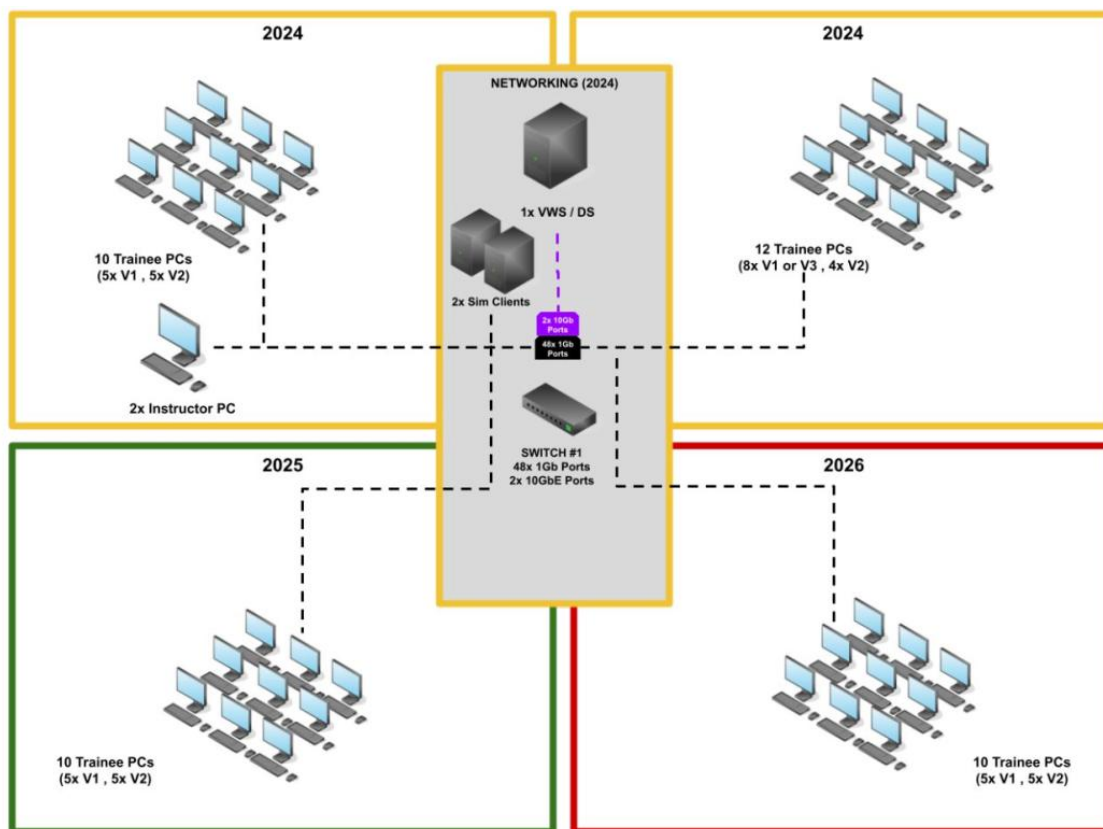 2024
10 Trainee PCs
(5x V1 , 5x V2)
2x Instructor PC
NETWORKING (2024)
1x VWS / DS
2x Sim Clients
2x 10Gb
Ports
48x 1Gb
Ports
SWITCH #1
48x 1Gb Ports
2x 10GbE Ports
2024
12 Trainee PCs
(8x V1 or V3 , 4x V2)
2025
10 Trainee PCs
(5x V1 , 5x V2)
2026
10 Trainee PCs
(5x V1 , 5x V2)